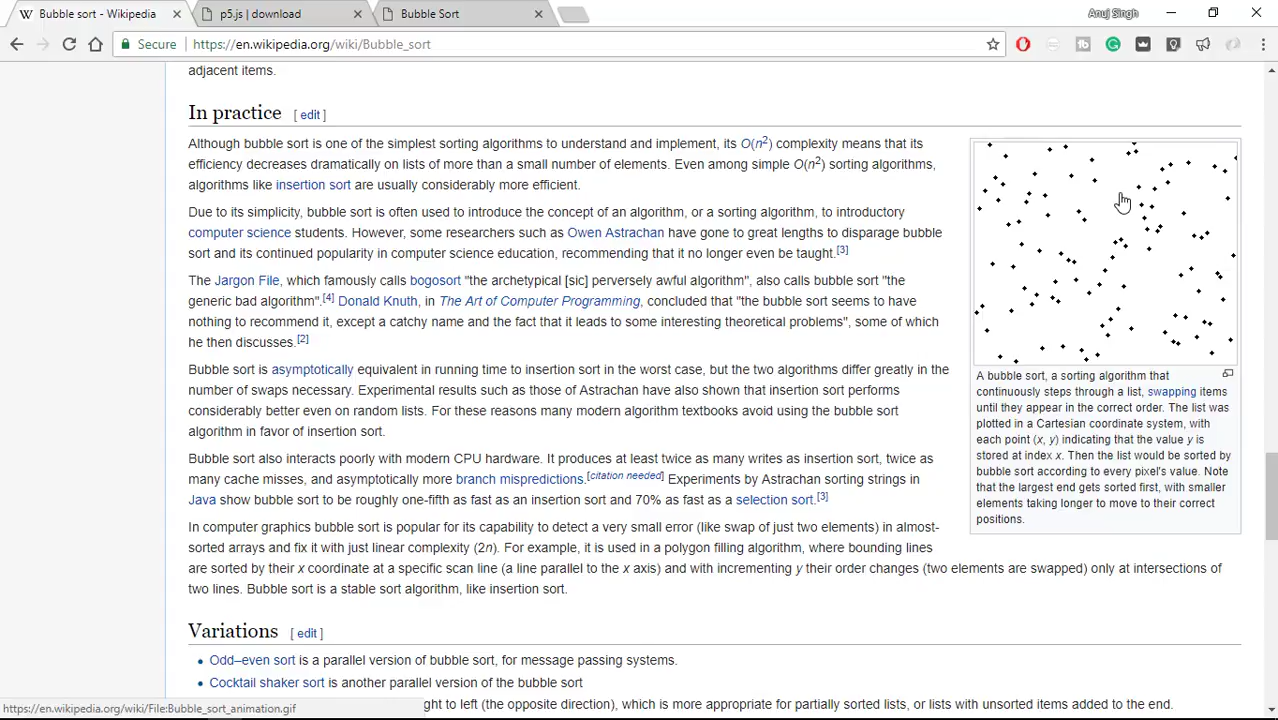 Bubble sort - Wikipedia
p5.js | download
Bubble Sort
Anuj Singh
Secure
https://en.wikipedia.org/wiki/Bubble_sort
adjacent items.
In practice [ edit ]
Although bubble sort is one of the simplest sorting algorithms to understand and implement, its O(n2) complexity means that its
efficiency decreases dramatically on lists of more than a small number of elements. Even among simple O(n2) sorting algorithms,
algorithms like insertion sort are usually considerably more efficient.
Due to its simplicity, bubble sort is often used to introduce the concept of an algorithm, or a sorting algorithm, to introductory
computer science students. However, some researchers such as Owen Astrachan have gone to great lengths to disparage bubble
sort and its continued popularity in computer science education, recommending that it no longer even be taught.[3]
The Jargon File, which famously calls bogosort "the archetypical [sic] perversely awful algorithm", also calls bubble sort "the
generic bad algorithm".[4] Donald Knuth, in The Art of Computer Programming, concluded that "the bubble sort seems to have
nothing to recommend it, except a catchy name and the fact that it leads to some interesting theoretical problems", some of which
he then discusses.[2]
Bubble sort is asymptotically equivalent in running time to insertion sort in the worst case, but the two algorithms differ greatly in the
number of swaps necessary. Experimental results such as those of Astrachan have also shown that insertion sort performs
considerably better even on random lists. For these reasons many modern algorithm textbooks avoid using the bubble sort
algorithm in favor of insertion sort.
Bubble sort also interacts poorly with modern CPU hardware. It produces at least twice as many writes as insertion sort, twice as
many cache misses, and asymptotically more branch mispredictions.[citation needed] Experiments by Astrachan sorting strings in
Java show bubble sort to be roughly one-fifth as fast as an insertion sort and 70% as fast as a selection sort.[3]
In computer graphics bubble sort is popular for its capability to detect a very small error (like swap of just two elements) in almost-
sorted arrays and fix it with just linear complexity (2n). For example, it is used in a polygon filling algorithm, where bounding lines
are sorted by their x coordinate at a specific scan line (a line parallel to the x axis) and with incrementing y their order changes (two elements are swapped) only at intersections of
two lines. Bubble sort is a stable sort algorithm, like insertion sort.
A bubble sort, a sorting algorithm that
continuously steps through a list, swapping items
until they appear in the correct order. The list was
plotted in a Cartesian coordinate system, with
each point (x, y) indicating that the value y is
stored at index x. Then the list would be sorted by
bubble sort according to every pixel's value. Note
that the largest end gets sorted first, with smaller
elements taking longer to move to their correct
positions.
Variations [ edit ]
Odd–even sort is a parallel version of bubble sort, for message passing systems.
Cocktail shaker sort is another parallel version of the bubble sort
ght to left (the opposite direction), which is more appropriate for partially sorted lists, or lists with unsorted items added to the end.
https://en.wikipedia.org/wiki/File:Bubble_sort_animation.gif